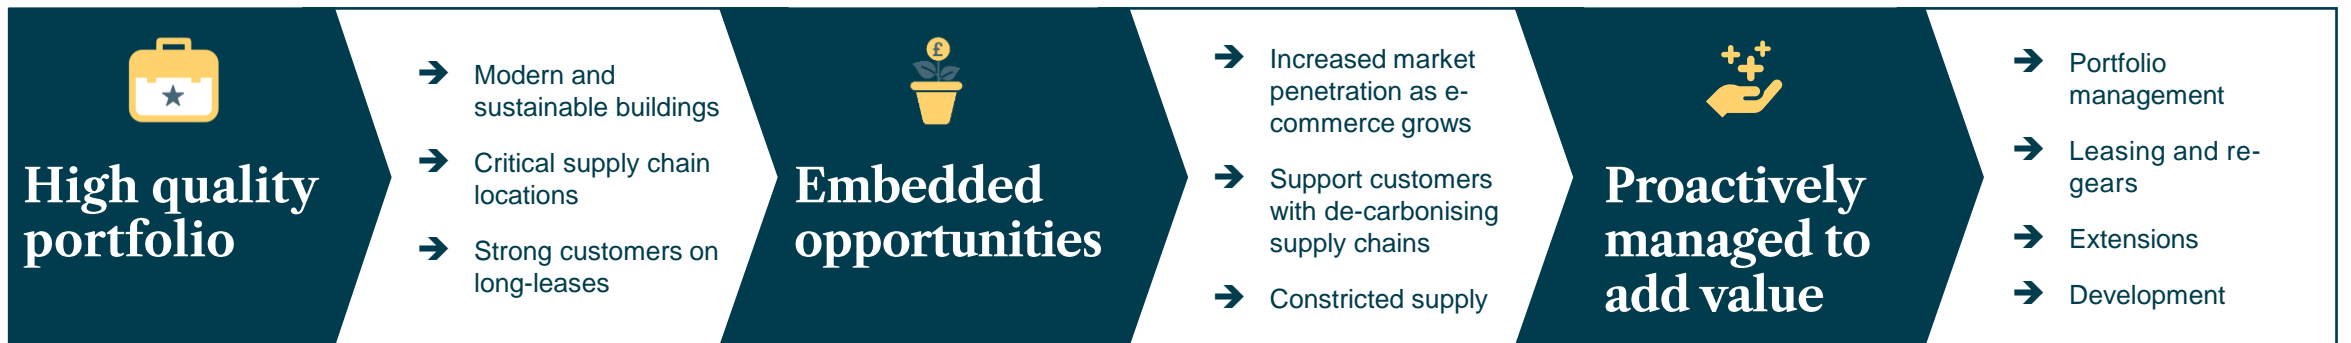 High quality
portfolio
➔ Modern and
sustainable buildings
➔ Critical supply chain
locations
➔ Strong customers on
long-leases
£
Embedded
opportunities
➔ Increased market
penetration as e-
commerce grows
➔ Support customers
with de-carbonising
supply chains
➔ Constricted supply
Proactively
managed to
add value
➔ Portfolio
management
➔ Leasing and re-
gears
➔ Extensions
➔ Development